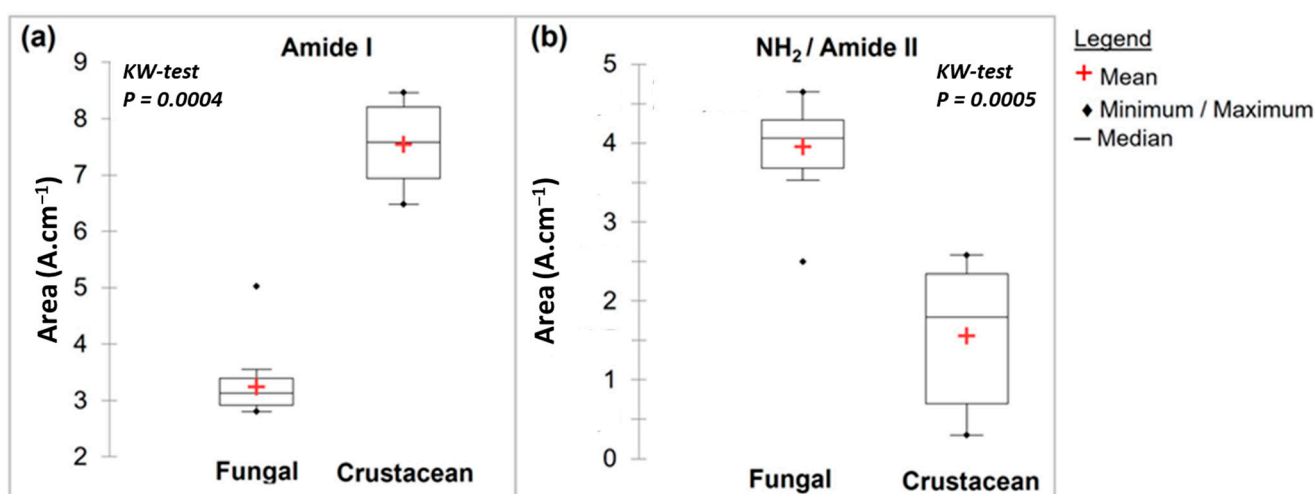 (a)
Amide I
KW-test
P = 0.0004
Area (A.cm⁻¹)
9
8
7
6
5
4
3
2
Fungal
Crustacean
(b)
NH₂ / Amide II
KW-test
P = 0.0005
Area (A.cm⁻¹)
5
4
3
2
1
0
Fungal
Crustacean
Legend
Mean
Minimum / Maximum
Median